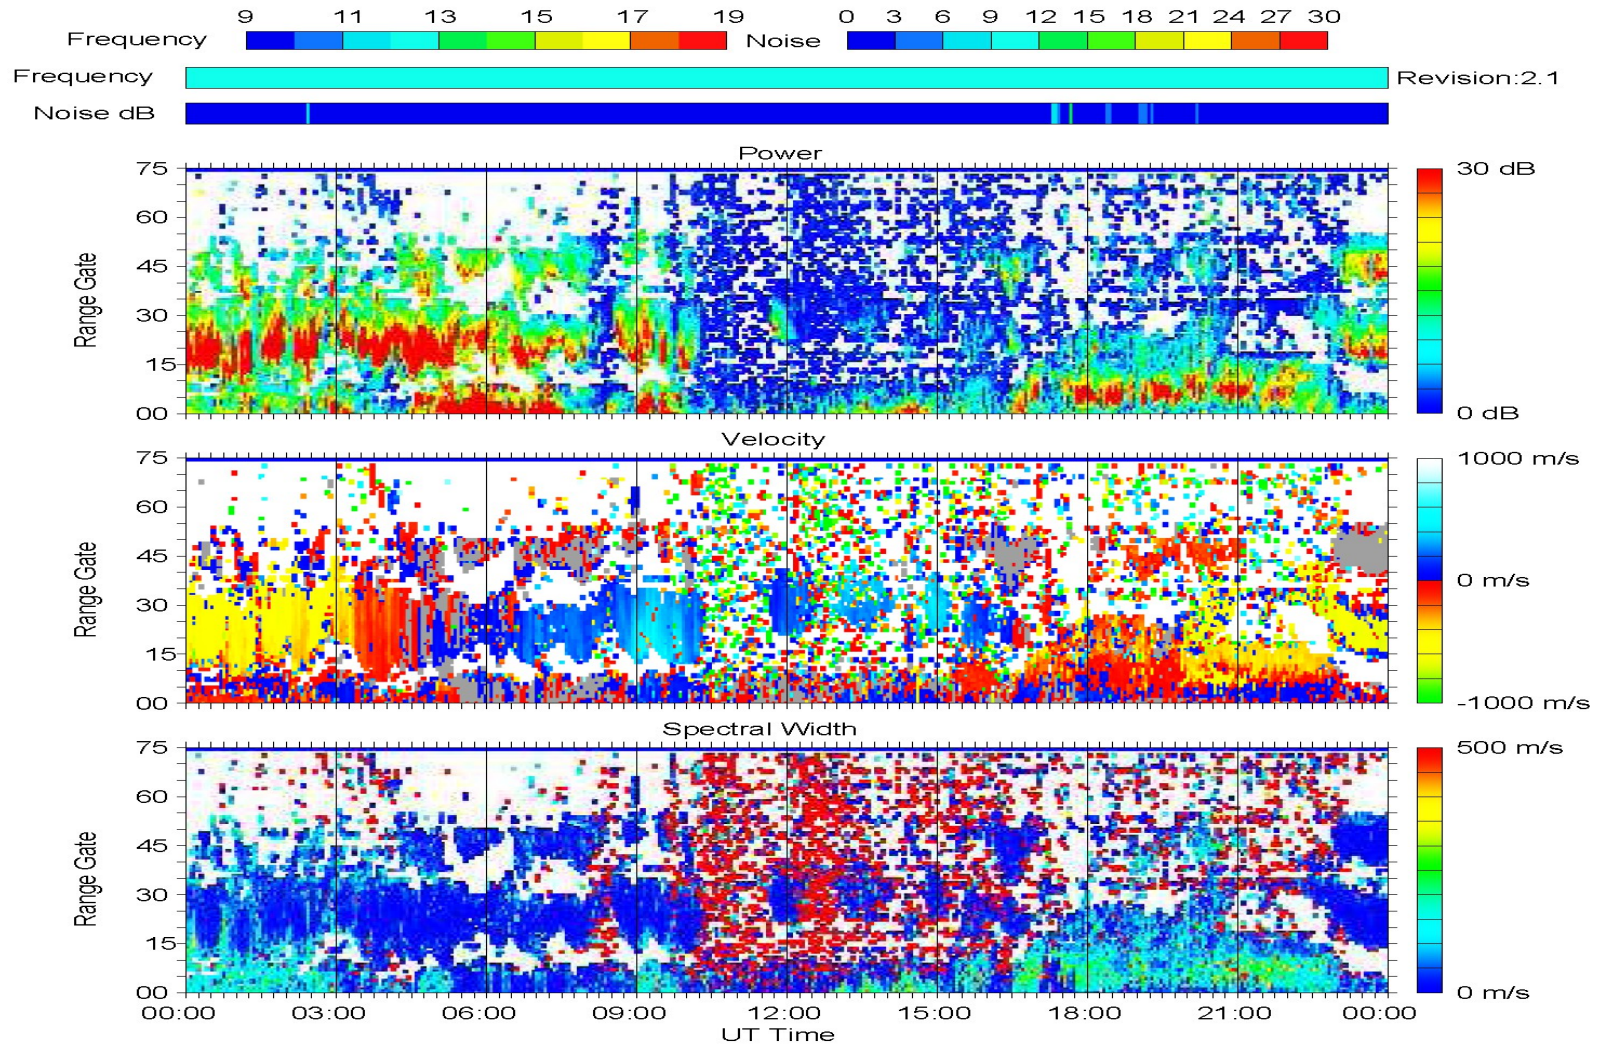 9 11 13 15 17 19 0 3 6 9 12 15 18 21 24 27 30
Frequency Noise
Frequency Revision:2.1
Noise dB
Power
75 60 45 30 15 00
Range Gate
30 dB
0 dB
Velocity
75 60 45 30 15 00
Range Gate
1000 m/s
0 m/s
-1000 m/s
Spectral Width
75 60 45 30 15 00
Range Gate
500 m/s
0 m/s
00:00 03:00 06:00 09:00 12:00 15:00 18:00 21:00 00:00
UT Time